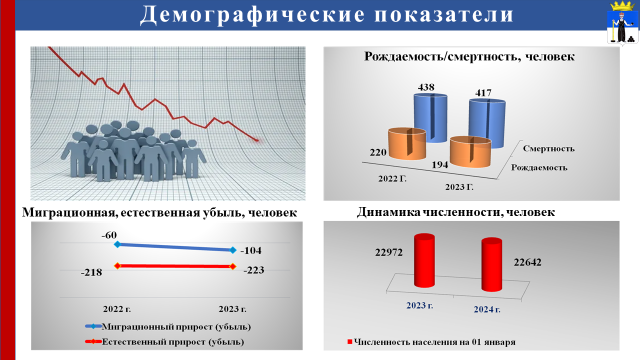 Демографические показатели
Рождаемость/смертность, человек
438
417
220
194
Смертность
Рождаемость
2022 Г.
2023 Г.
Миграционная, естественная убыль, человек
-60
-104
-218
-223
2022 г.
2023 г.
Миграционный прирост (убыль)
Естественный прирост (убыль)
Динамика численности, человек
22972
22642
2023 г.
2024 г.
Численность населения на 01 января